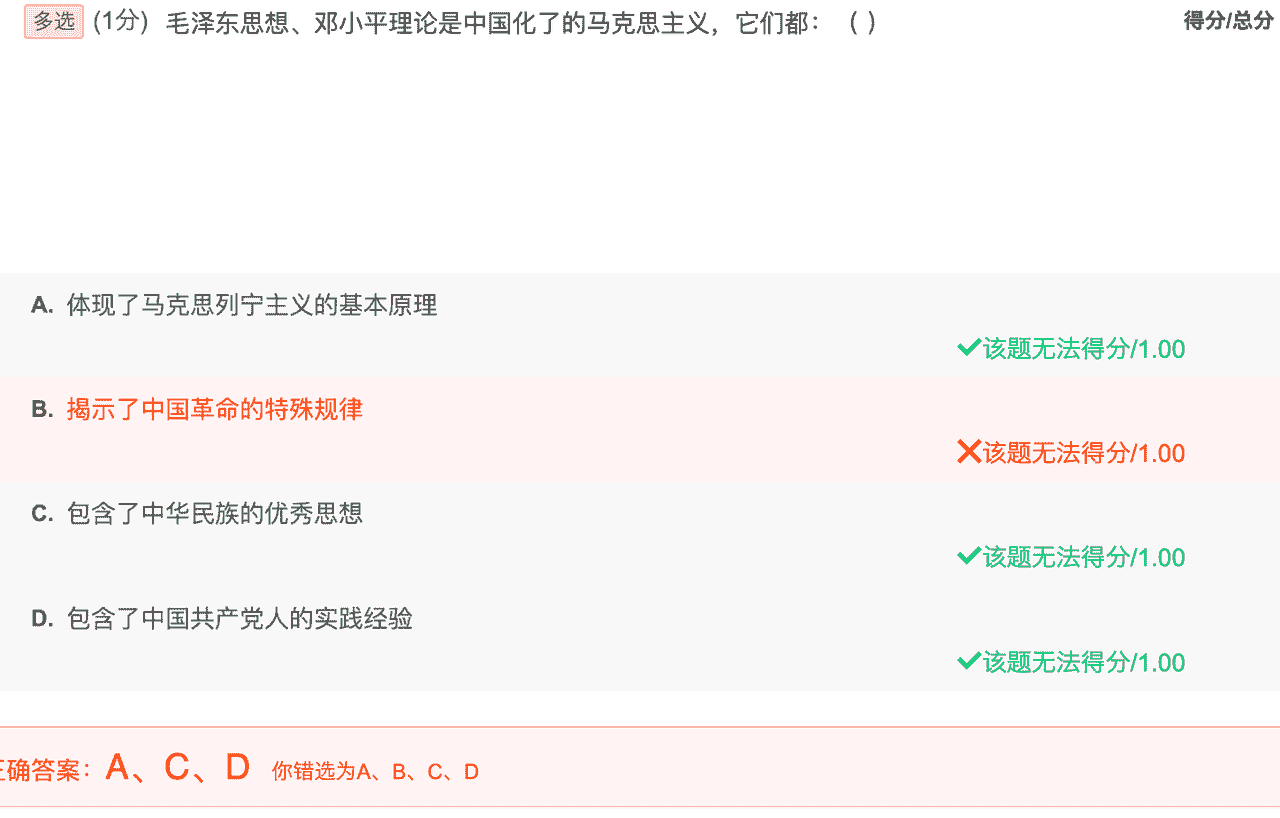 多选 (1分) 毛泽东思想、邓小平理论是中国化了的马克思主义，它们都：（ ） 得分/总分
A. 体现了马克思列宁主义的基本原理
该题无法得分/1.00
B. 揭示了中国革命的特殊规律
该题无法得分/1.00
C. 包含了中华民族的优秀思想
该题无法得分/1.00
D. 包含了中国共产党人的实践经验
该题无法得分/1.00
正确答案：A、C、D 你错选为A、B、C、D